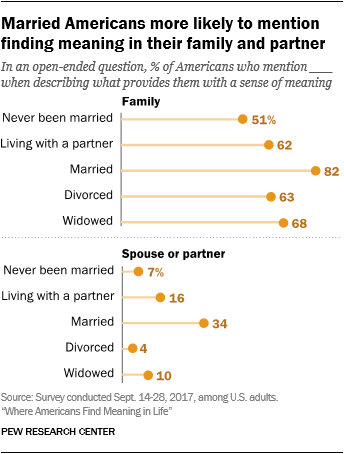 Married Americans more likely to mention
finding meaning in their family and partner
In an open-ended question, % of Americans who mention ___
when describing what provides them with a sense of meaning
Family
Never been married 51%
Living with a partner 62
Married 82
Divorced 63
Widowed 68
Spouse or partner
Never been married 7%
Living with a partner 16
Married 34
Divorced 4
Widowed 10
Source: Survey conducted Sept. 14-28, 2017, among U.S. adults.
“Where Americans Find Meaning in Life”
PEW RESEARCH CENTER